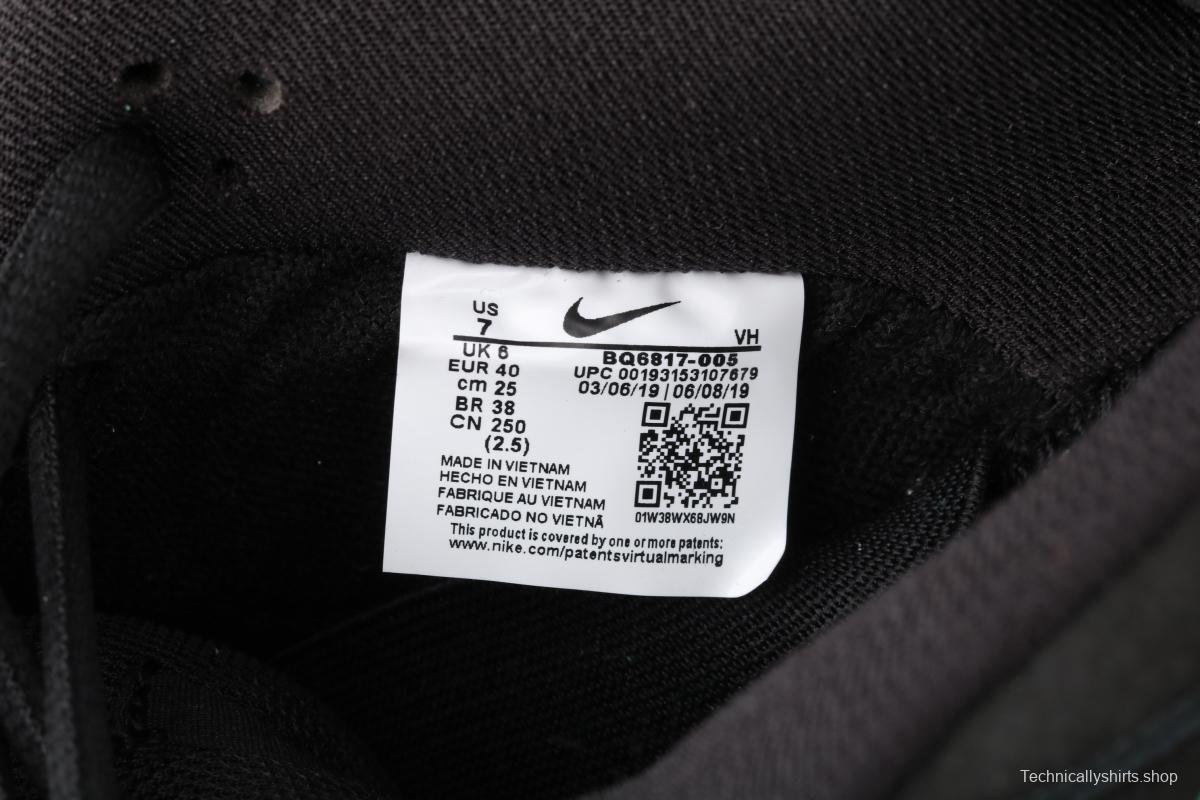 US
7
VH
UK 6
EUR 40
cm 25
BR 38
CN 250
(2.5)
BQ6817-005
UPC 00193153107679
03/06/19 | 06/08/19
01W38WX68JW9N
MADE IN VIETNAM
HECHO EN VIETNAM
FABRIQUE AU VIETNAM
FABRICADO NO VIETNÃ
This product is covered by one or more patents:
www.nike.com/patentsvirtualmarking
Technicallyshirts.shop